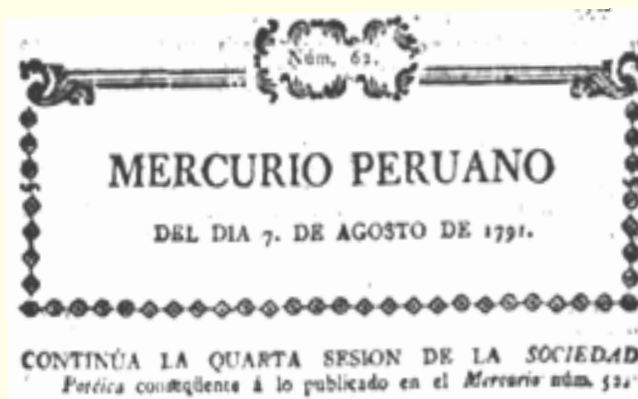 Núm. 62.
MERCURIO PERUANO
DEL DIA 7. DE AGOSTO DE 1791.
CONTINÚA LA QUARTA SESION DE LA SOCIEDAD
Poética conseqüente á lo publicado en el Mercurio núm. 52.